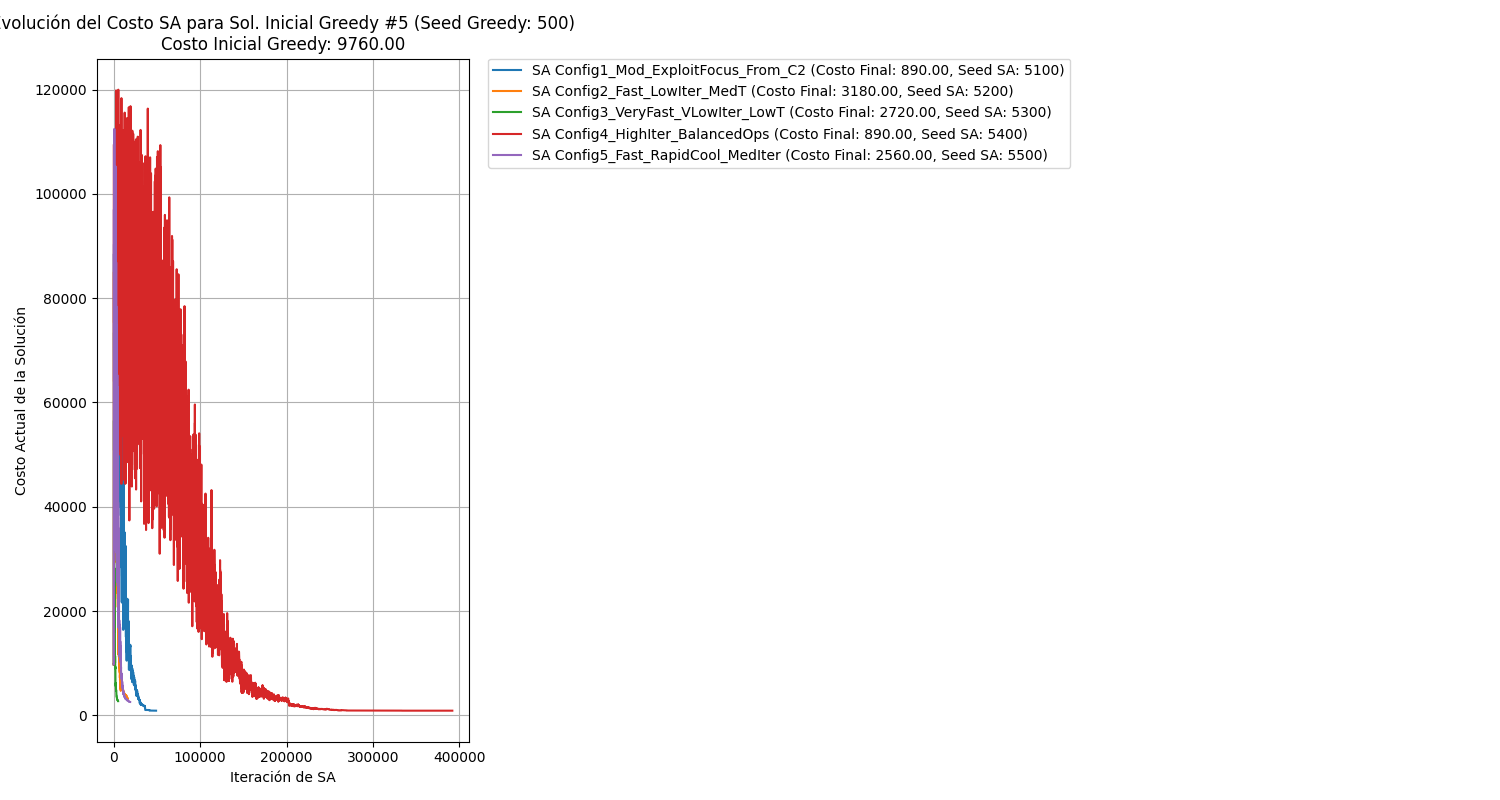 volución del Costo SA para Sol. Inicial Greedy #5 (Seed Greedy: 500)
Costo Inicial Greedy: 9760.00
SA Config1_Mod_ExploitFocus_From_C2 (Costo Final: 890.00, Seed SA: 5100)
SA Config2_Fast_LowIter_MedT (Costo Final: 3180.00, Seed SA: 5200)
SA Config3_VeryFast_VLowIter_LowT (Costo Final: 2720.00, Seed SA: 5300)
SA Config4_HighIter_BalancedOps (Costo Final: 890.00, Seed SA: 5400)
SA Config5_Fast_RapidCool_MedIter (Costo Final: 2560.00, Seed SA: 5500)
Costo Actual de la Solución
120000
100000
80000
60000
40000
20000
0
0 100000 200000 300000 400000
Iteración de SA